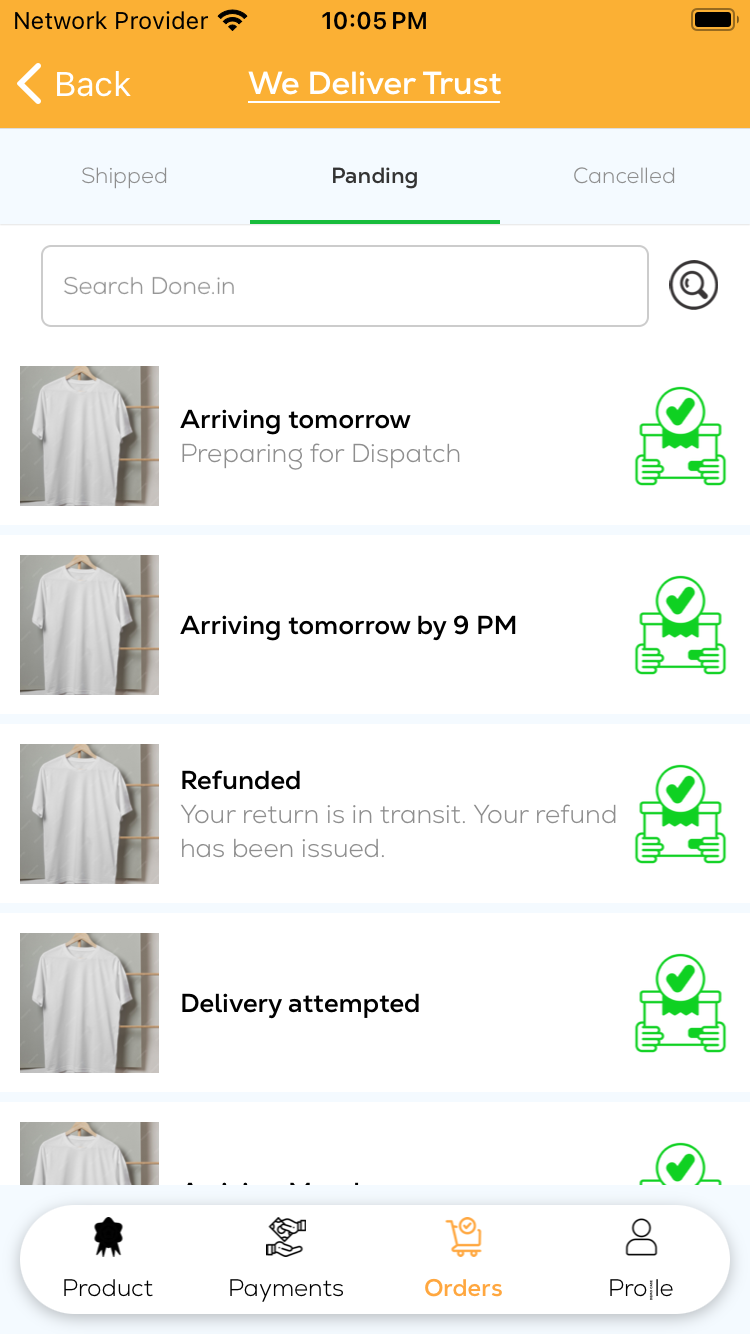 Network Provider 10:05 PM
Back We Deliver Trust
Shipped Panding Cancelled
Search Done.in
Arriving tomorrow
Preparing for Dispatch
Arriving tomorrow by 9 PM
Refunded
Your return is in transit. Your refund
has been issued.
Delivery attempted
Product Payments Orders